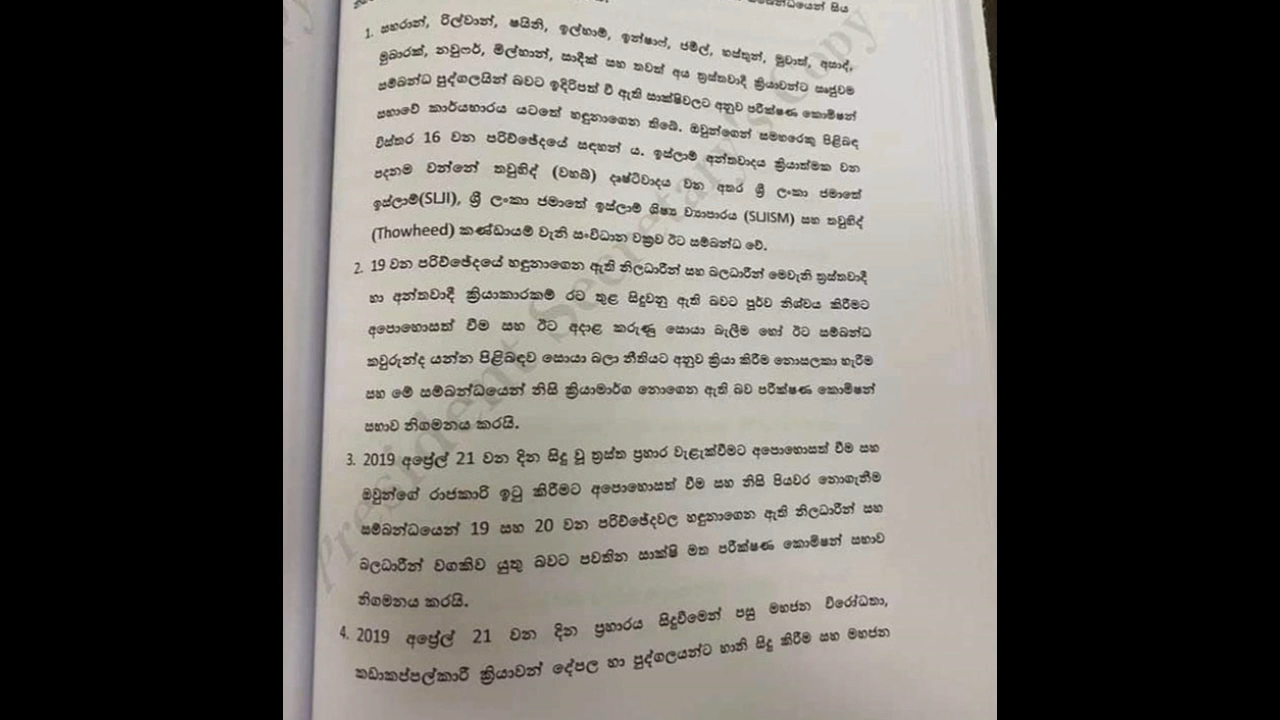 1. සහරාන්, රිල්වාන්, ෂයිනි, ඉල්හාම්, ඉන්ෂාෆ්, ජමීල්, හස්තුන්, මුවාත්, අසාද්,
මුබාරක්, නවුෆර්, මිල්හාන්, සාදික් සහ තවත් අය ත්‍රස්තවාදී ක්‍රියාවන්ට සෘජුවම
සම්බන්ධ පුද්ගලයින් බවට ඉදිරිපත් වී ඇති සාක්ෂිවලට අනුව පරීක්ෂණ කොමිෂන්
සභාවේ කාර්යභාරය යටතේ හඳුනාගෙන තිබේ. ඔවුන්ගෙන් සමහරෙකු පිළිබඳ
විස්තර 16 වන පරිච්ඡේදයේ සඳහන් ය. ඉස්ලාම් අන්තවාදය ක්‍රියාත්මක වන
පදනම වන්නේ තවුහිද් (වහබ්) දෘෂ්ටිවාදය වන අතර ශ්‍රී ලංකා ජමාතේ
ඉස්ලාම්(SLJI), ශ්‍රී ලංකා ජමාතේ ඉස්ලාම් ශිෂ්‍ය ව්‍යාපාරය (SLJISM) සහ තවුහිද්
(Thowheed) කණ්ඩායම් වැනි සංවිධාන වක්‍රව ඊට සම්බන්ධ වේ.
2. 19 වන පරිච්ඡේදයේ හඳුනාගෙන ඇති නිලධාරීන් සහ බලධාරීන් මෙවැනි ත්‍රස්තවාදී
හා අන්තවාදී ක්‍රියාකාරකම් රට තුළ සිදුවනු ඇති බවට පූර්ව නිශ්චය කිරීමට
අපොහොසත් වීම සහ ඊට අදාළ කරුණු සොයා බැලීම හෝ ඊට සම්බන්ධ
කවුරුන්ද යන්න පිළිබඳව සොයා බලා නීතියට අනුව ක්‍රියා කිරීම නොසලකා හැරීම
සහ මේ සම්බන්ධයෙන් නිසි ක්‍රියාමාර්ග නොගෙන ඇති බව පරීක්ෂණ කොමිෂන්
සභාව නිගමනය කරයි.
3. 2019 අප්‍රේල් 21 වන දින සිදු වූ ත්‍රස්ත ප්‍රහාර වැළැක්වීමට අපොහොසත් වීම සහ
ඔවුන්ගේ රාජකාරි ඉටු කිරීමට අපොහොසත් වීම සහ නිසි පියවර නොගැනීම
සම්බන්ධයෙන් 19 සහ 20 වන පරිච්ඡේදවල හඳුනාගෙන ඇති නිලධාරීන් සහ
බලධාරීන් වගකිව යුතු බවට පවතින සාක්ෂි මත පරීක්ෂණ කොමිෂන් සභාව
නිගමනය කරයි.
4. 2019 අප්‍රේල් 21 වන දින ප්‍රහාරය සිදුවීමෙන් පසු මහජන විරෝධතා,
කඩාකප්පල්කාරී ක්‍රියාවන් දේපල හා පුද්ගලයන්ට හානි සිදු කිරීම සහ මහජන
President Secretary's Copy